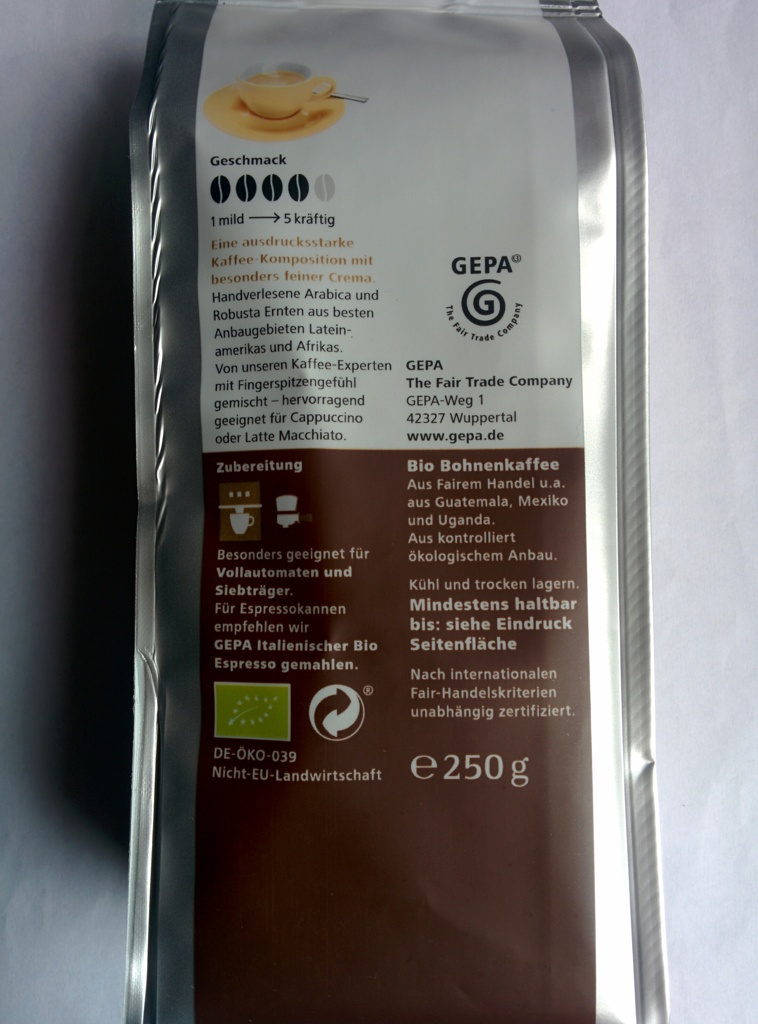 Geschmack
1 mild → 5 kräftig
Eine ausdrucksstarke
Kaffee-Komposition mit
besonders feiner Crema.
Handverlesene Arabica und
Robusta Ernten aus besten
Anbaugebieten Latein-
amerikas und Afrikas.
Von unseren Kaffee-Experten
mit Fingerspitzengefühl
gemischt – hervorragend
geeignet für Cappuccino
oder Latte Macchiato.
GEPA®
G
The Fair Trade Company
GEPA
The Fair Trade Company
GEPA-Weg 1
42327 Wuppertal
www.gepa.de
Zubereitung
Besonders geeignet für
Vollautomaten und
Siebträger.
Für Espressokannen
empfehlen wir
GEPA Italienischer Bio
Espresso gemahlen.
®
DE-ÖKO-039
Nicht-EU-Landwirtschaft
Bio Bohnenkaffee
Aus Fairem Handel u.a.
aus Guatemala, Mexiko
und Uganda.
Aus kontrolliert
ökologischem Anbau.
Kühl und trocken lagern.
Mindestens haltbar
bis: siehe Eindruck
Seitenfläche
Nach internationalen
Fair-Handelskriterien
unabhängig zertifiziert.
℮ 250 g